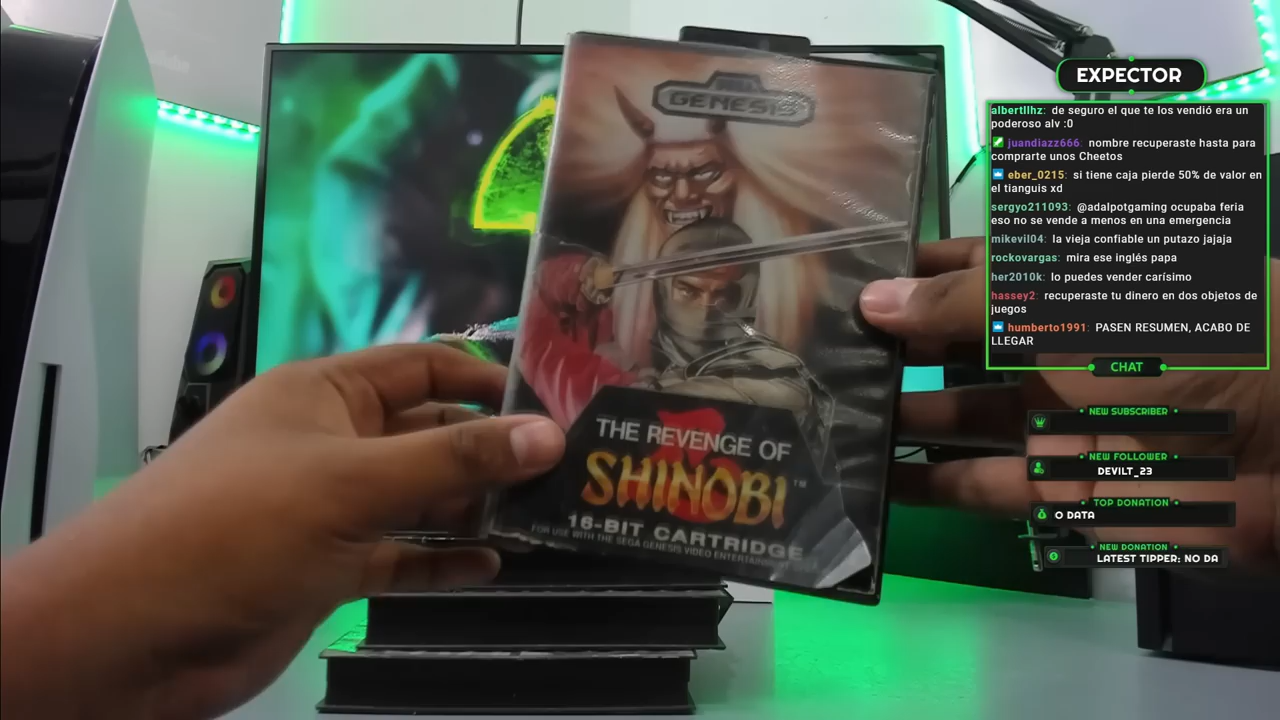 SEGA
GENESIS
THE REVENGE OF
SHINOBI™
16-BIT CARTRIDGE
FOR USE WITH THE SEGA GENESIS VIDEO ENTERTAINMENT
EXPECTOR
albertllhz: de seguro el que te los vendió era un
poderoso alv :0
juandiazz666: nombre recuperaste hasta para
comprarte unos Cheetos
eber_0215: si tiene caja pierde 50% de valor en
el tianguis xd
sergyo211093: @adalpotgaming ocupaba feria
eso no se vende a menos en una emergencia
mikevil04: la vieja confiable un putazo jajaja
rockovargas: mira ese inglés papa
her2010k: lo puedes vender carísimo
hassey2: recuperaste tu dinero en dos objetos de
juegos
humberto1991: PASEN RESUMEN, ACABO DE
LLEGAR
CHAT
NEW SUBSCRIBER
NEW FOLLOWER
DEVILT_23
TOP DONATION
O DATA
NEW DONATION
LATEST TIPPER: NO DA